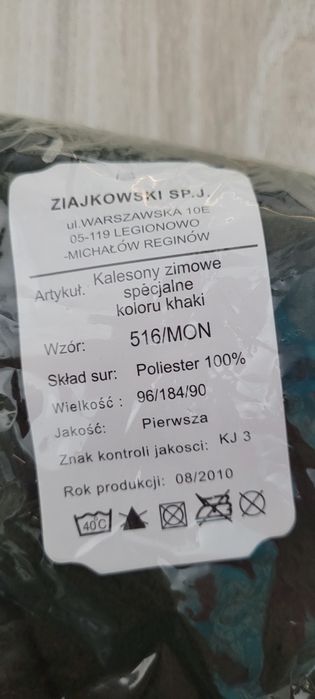 ZIAJKOWSKI SP.J.
ul.WARSZAWSKA 10E
05-119 LEGIONOWO
-MICHAŁÓW REGINÓW
Artykuł. Kalesony zimowe
specjalne
koloru khaki
Wzór: 516/MON
Skład sur: Poliester 100%
Wielkość : 96/184/90
Jakość: Pierwsza
Znak kontroli jakosci: KJ 3
Rok produkcji: 08/2010
40°C